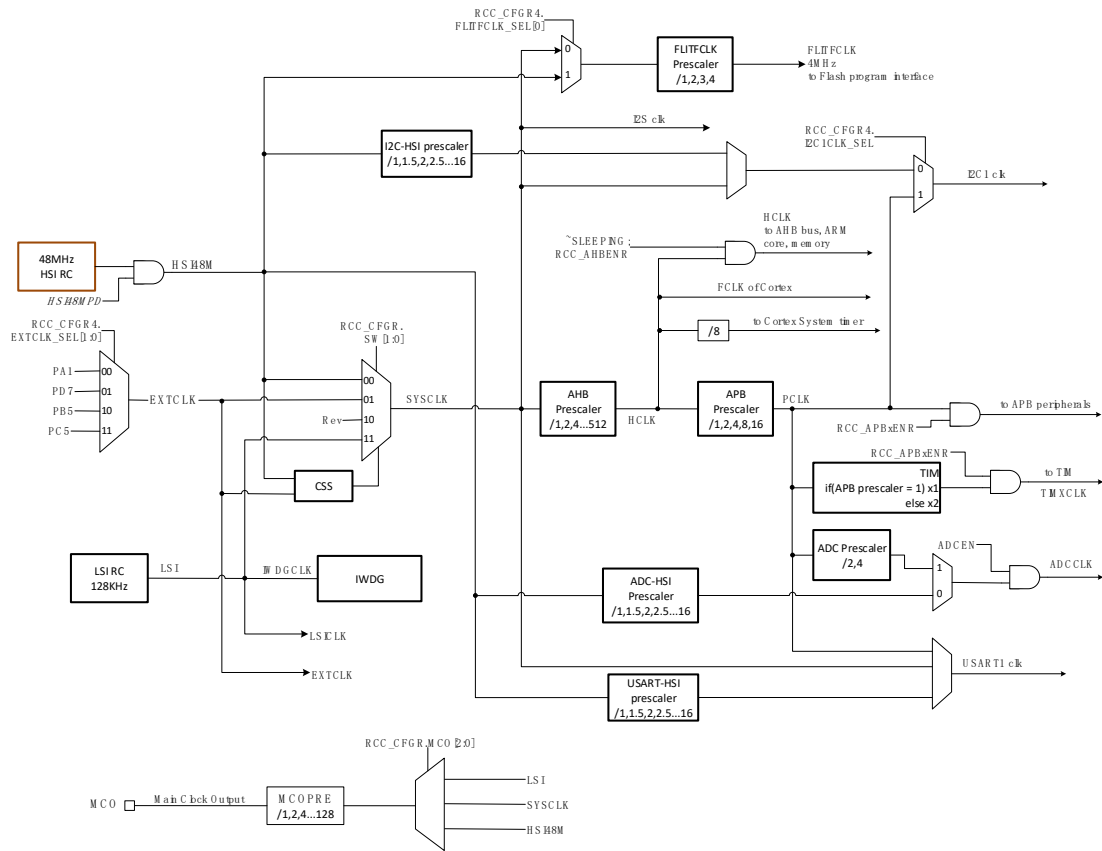 RCC_CFGR4.
FLITFCLK_SEL[0]
0
1
FLITFCLK
Prescaler
/1,2,3,4
FLITFCLK
4MHz
to Flash program interface
I2S clk
RCC_CFGR4.
I2C1CLK_SEL
I2C-HSI prescaler
/1,1.5,2,2.5...16
0
1
I2C1 clk
48MHz
HSI RC
HSI48M
HSI48MPD
~SLEEPING;
RCC_AHBENR
HCLK
to AHB bus, ARM
core, memory
FCLK of Cortex
/8
to Cortex System timer
RCC_CFGR4.
EXTCLK_SEL[1:0]
PA1
PD7
PB5
PC5
00
01
10
11
EXTCLK
RCC_CFGR.
SW[1:0]
00
01
Rev
10
11
SYSCLK
CSS
AHB
Prescaler
/1,2,4...512
HCLK
APB
Prescaler
/1,2,4,8,16
PCLK
to APB peripherals
RCC_APBxENR
RCC_APBxENR
TIM
if(APB prescaler = 1) x1
else x2
to TIM
TIMXCLK
ADC Prescaler
/2,4
ADCEN
1
0
ADCCLK
LSI RC
128KHz
LSI
IWDGCLK
IWDG
ADC-HSI
Prescaler
/1,1.5,2,2.5...16
LSICLK
EXTCLK
USART-HSI
prescaler
/1,1.5,2,2.5...16
USART1 clk
RCC_CFGR.MCO[2:0]
MCO
Main Clock Output
MCOPRE
/1,2,4...128
LSI
SYSCLK
HSI48M